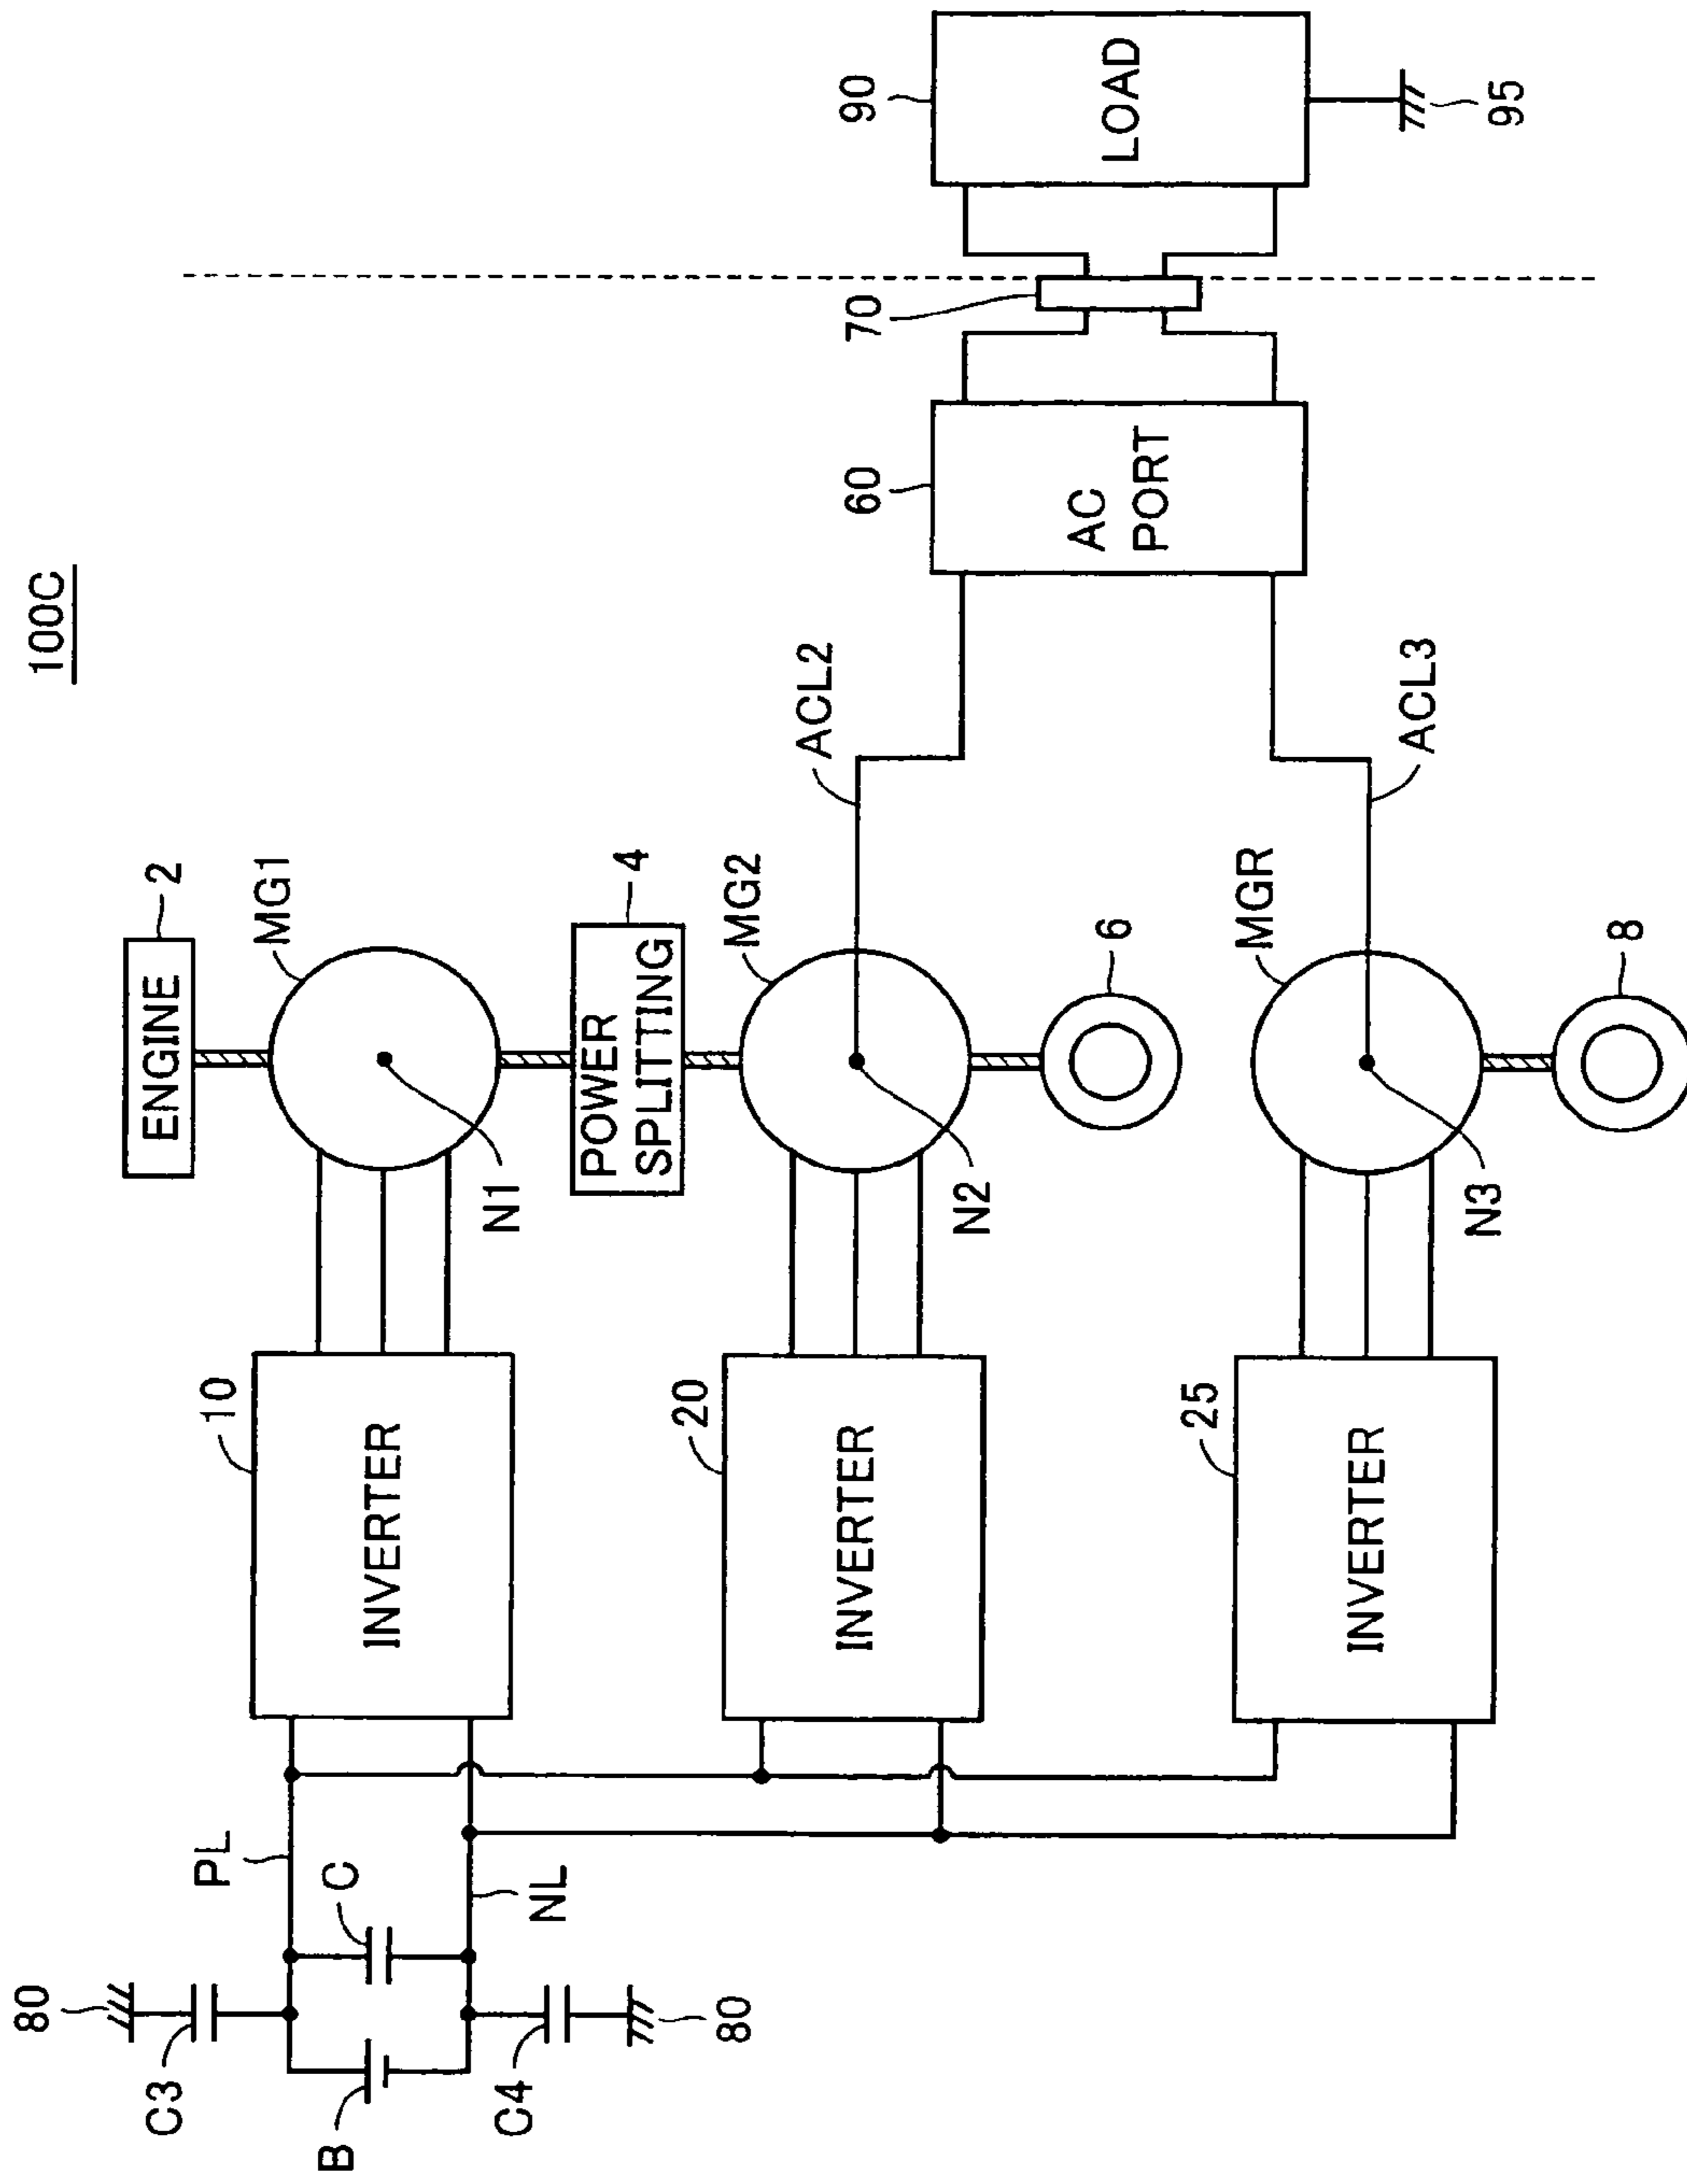 100C
ENGINE
2
MG1
N1
10
INVERTER
PL
C
NL
80
C3
B
C4
80
POWER
SPLITTING
4
MG2
N2
20
INVERTER
6
ACL2
60
AC
PORT
70
90
LOAD
95
MGR
N3
25
INVERTER
8
ACL3